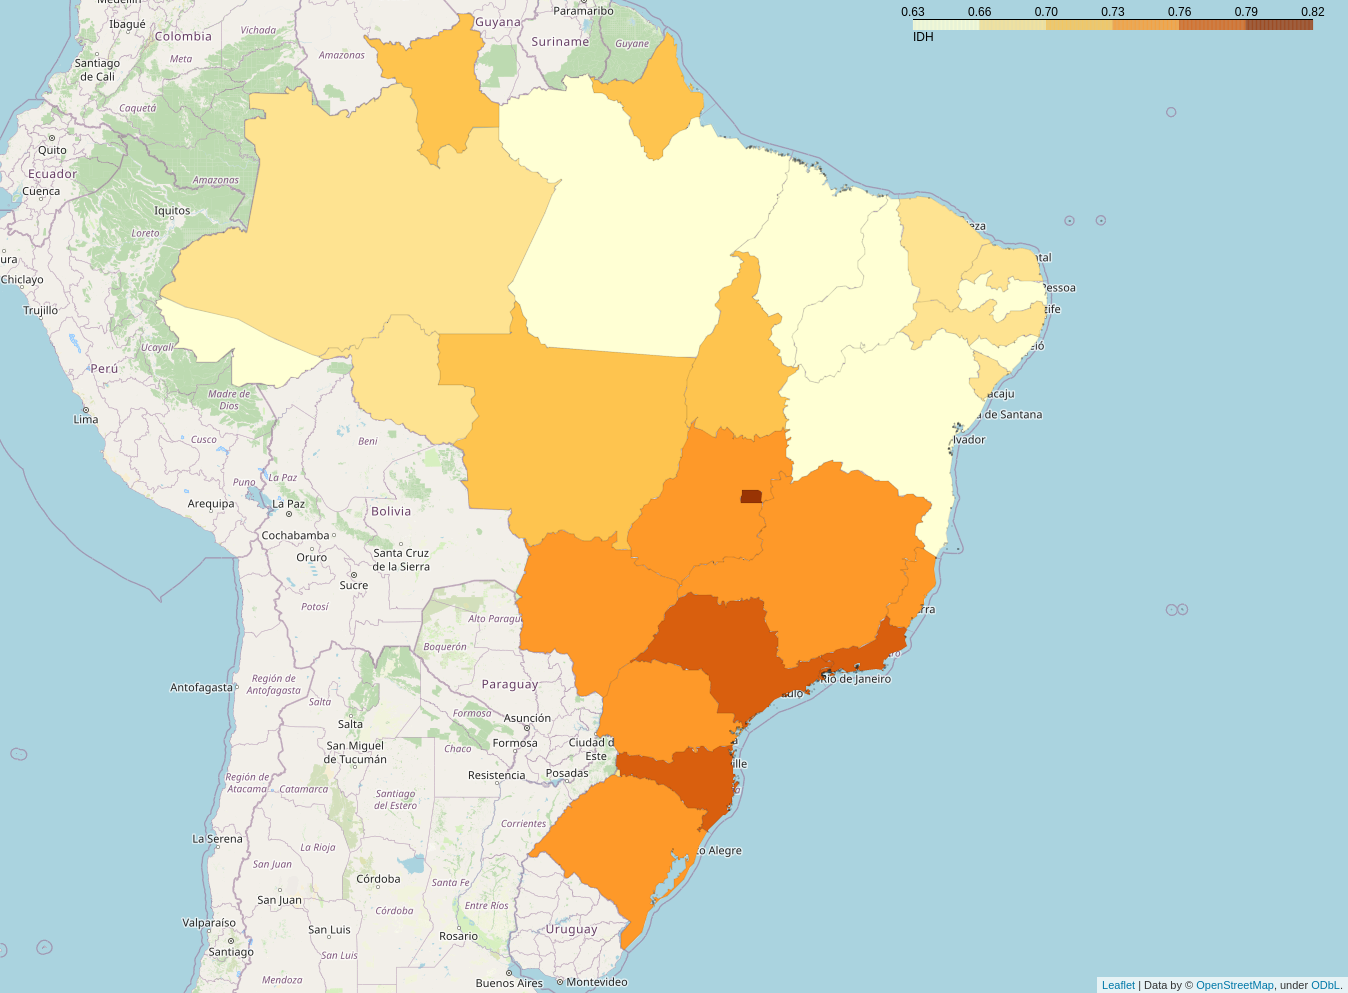 Medellín
Ibagué
Colombia
Vichada
Meta
Santiago
de Cali
Caquetá
Amazonas
Guyana
Paramaribo
Suriname
Guyane
0.63 0.66 0.70 0.73 0.76 0.79 0.82
IDH
Quito
Ecuador
Cuenca
Amazonas
Iquitos
Loreto
ura
Chiclayo
Trujillo
Ucayali
Perú
Madre de
Dios
Lima
Cusco
Puno
La Paz
Beni
Arequipa
La Paz
Bolivia
Cochabamba
Oruro
Santa Cruz
de la Sierra
Sucre
Potosí
eza
tal
Pessoa
ife
ió
acaju
de Santana
lvador
rra
Rio de Janeiro
ulo
lle
Alto Paragu
Boquerón
Paraguay
Antofagasta
Región de
Antofagasta
Salta
Salta
Formosa
Asunción
San Miguel
de Tucumán
Chaco
Formosa
Ciudad d
Este
Resistencia
Posadas
Región de
Atacama
Catamarca
Santiago
del Estero
Corrientes
La Serena
La Rioja
San Juan
o Alegre
Córdoba
Santa Fe
San Juan
Córdoba
Entre Ríos
Valparaíso
San Luis
Rosario
Uruguay
Santiago
San Luis
Mendoza
Buenos Aires
Montevideo
Leaflet | Data by © OpenStreetMap, under ODbL.